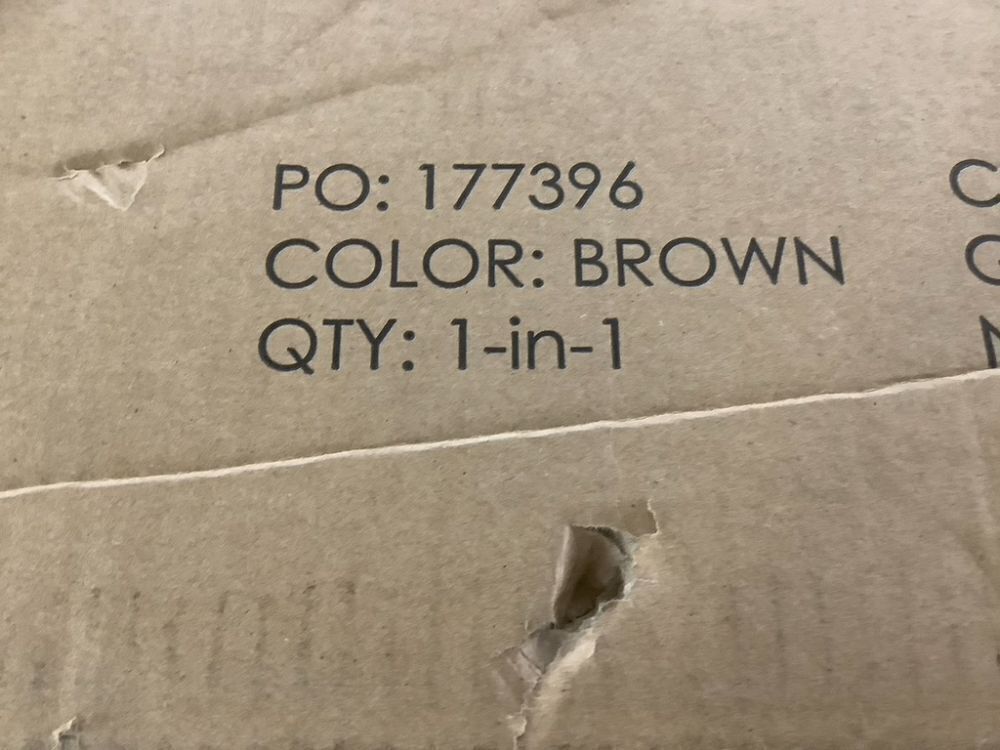 PO: 177396
COLOR: BROWN
QTY: 1-in-1